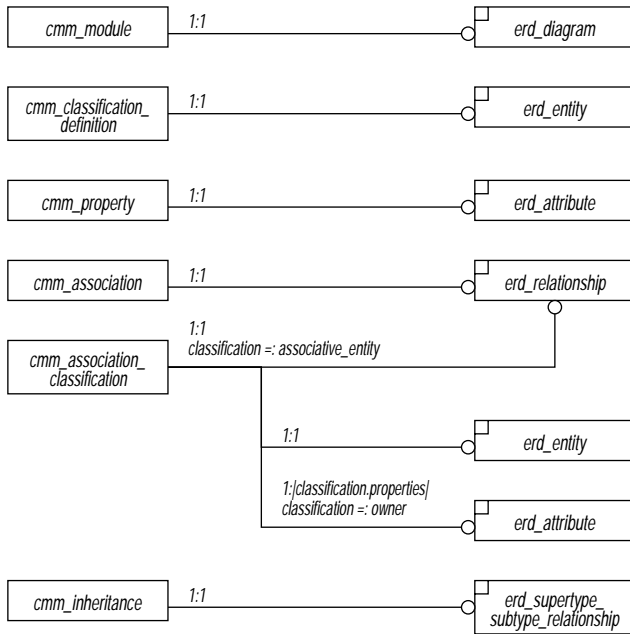 cmm_module
1:1
erd_diagram
cmm_classification_
definition
1:1
erd_entity
cmm_property
1:1
erd_attribute
cmm_association
1:1
erd_relationship
1:1
classification =: associative_entity
cmm_association_
classification
1:1
erd_entity
1:|classification.properties|
classification =: owner
erd_attribute
cmm_inheritance
1:1
erd_supertype_
subtype_relationship